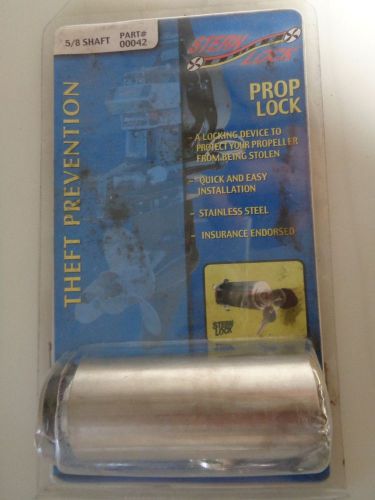 5/8 SHAFT PART# 00042
STERN LOCK
PROP
LOCK
- A LOCKING DEVICE TO
PROTECT YOUR PROPELLER
FROM BEING STOLEN
- QUICK AND EASY
INSTALLATION
- STAINLESS STEEL
- INSURANCE ENDORSED
THEFT PREVENTION
STERN
LOCK